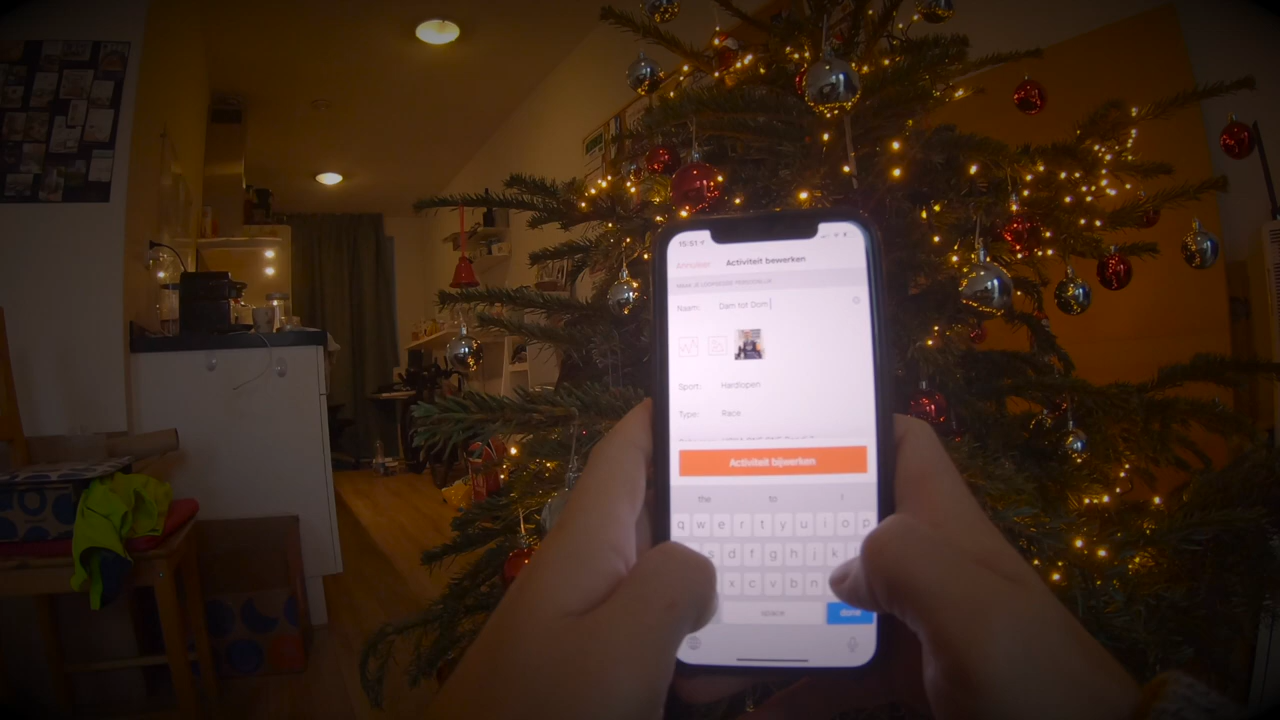 15:51
Annuleer Activiteit bewerken
Naam: Dam tot Dom
Sport: Hardlopen
Type: Race
Activiteit bijwerken
the to !
q w e r t y u i o p
s d f g h j k
x c v b n
space done